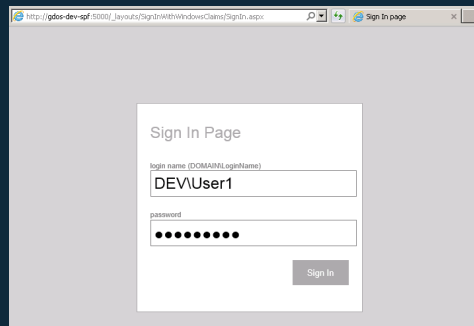 http://gdos-dev-spf:5000/_layouts/SignInWithWindowsClaims/SignIn.aspx
Sign In page
Sign In Page
login name (DOMAIN\LoginName)
DEV\User1
password
●●●●●●●●●
Sign In